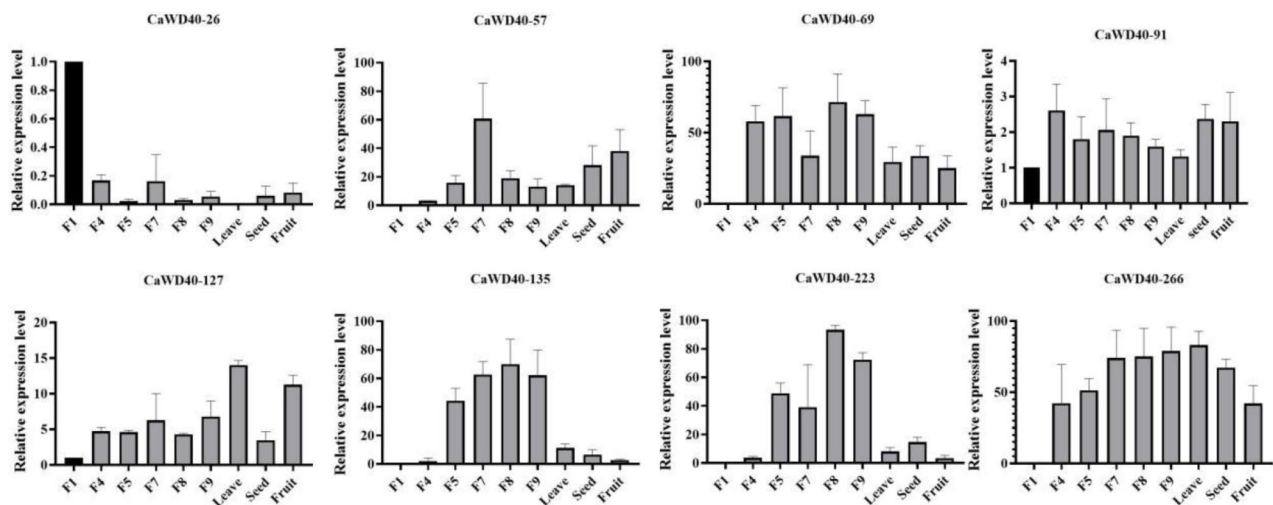 CaWD40-26
Relative expression level
1.0
0.8
0.6
0.4
0.2
0.0
F1 F4 F5 F7 F8 F9 Leave Seed Fruit
CaWD40-57
Relative expression level
100
80
60
40
20
0
F1 F4 F5 F7 F8 F9 Leave Seed Fruit
CaWD40-69
Relative expression level
100
50
0
F1 F4 F5 F7 F8 F9 Leave Seed Fruit
CaWD40-91
Relative expression level
4
3
2
1
0
F1 F4 F5 F7 F8 F9 Leave seed fruit
CaWD40-127
Relative expression level
20
15
10
5
0
F1 F4 F5 F7 F8 F9 Leave Seed Fruit
CaWD40-135
Relative expression level
100
80
60
40
20
0
F1 F4 F5 F7 F8 F9 Leave Seed Fruit
CaWD40-223
Relative expression level
100
80
60
40
20
0
F1 F4 F5 F7 F8 F9 Leave Seed Fruit
CaWD40-266
Relative expression level
100
50
0
F1 F4 F5 F7 F8 F9 Leave Seed Fruit